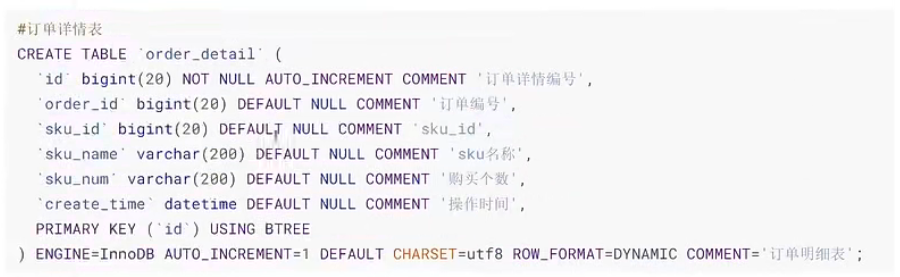 #订单详情表
CREATE TABLE `order_detail` (
`id` bigint(20) NOT NULL AUTO_INCREMENT COMMENT '订单详情编号',
`order_id` bigint(20) DEFAULT NULL COMMENT '订单编号',
`sku_id` bigint(20) DEFAULT NULL COMMENT `sku_id',
`sku_name` varchar(200) DEFAULT NULL COMMENT 'sku名称',
`sku_num` varchar(200) DEFAULT NULL COMMENT '购买个数',
`create_time` datetime DEFAULT NULL COMMENT '操作时间',
PRIMARY KEY (`id`) USING BTREE
) ENGINE=InnoDB AUTO_INCREMENT=1 DEFAULT CHARSET=utf8 ROW_FORMAT=DYNAMIC COMMENT='订单明细表';